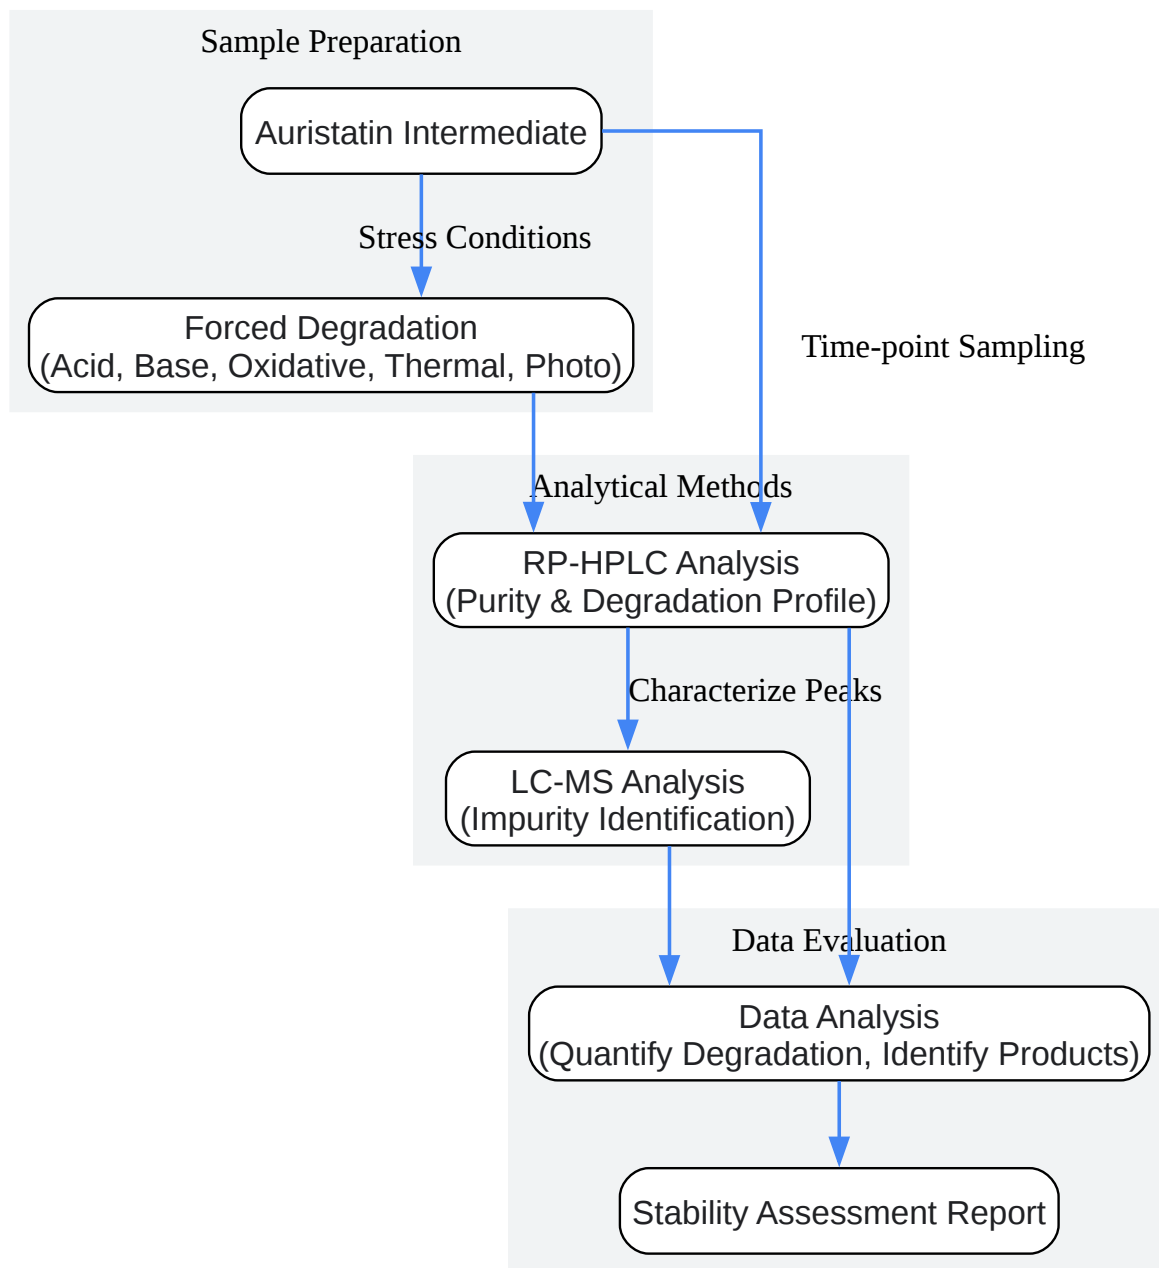 Sample Preparation
Auristatin Intermediate
Stress Conditions
Forced Degradation
(Acid, Base, Oxidative, Thermal, Photo)
Time-point Sampling
Analytical Methods
RP-HPLC Analysis
(Purity & Degradation Profile)
Characterize Peaks
LC-MS Analysis
(Impurity Identification)
Data Evaluation
Data Analysis
(Quantify Degradation, Identify Products)
Stability Assessment Report